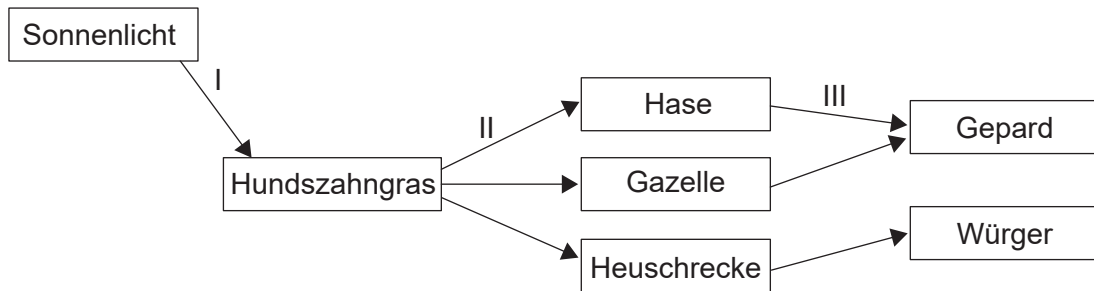 Sonnenlicht
I
II
III
Hase
Gepard
Hundszahngras
Gazelle
Heuschrecke
Würger